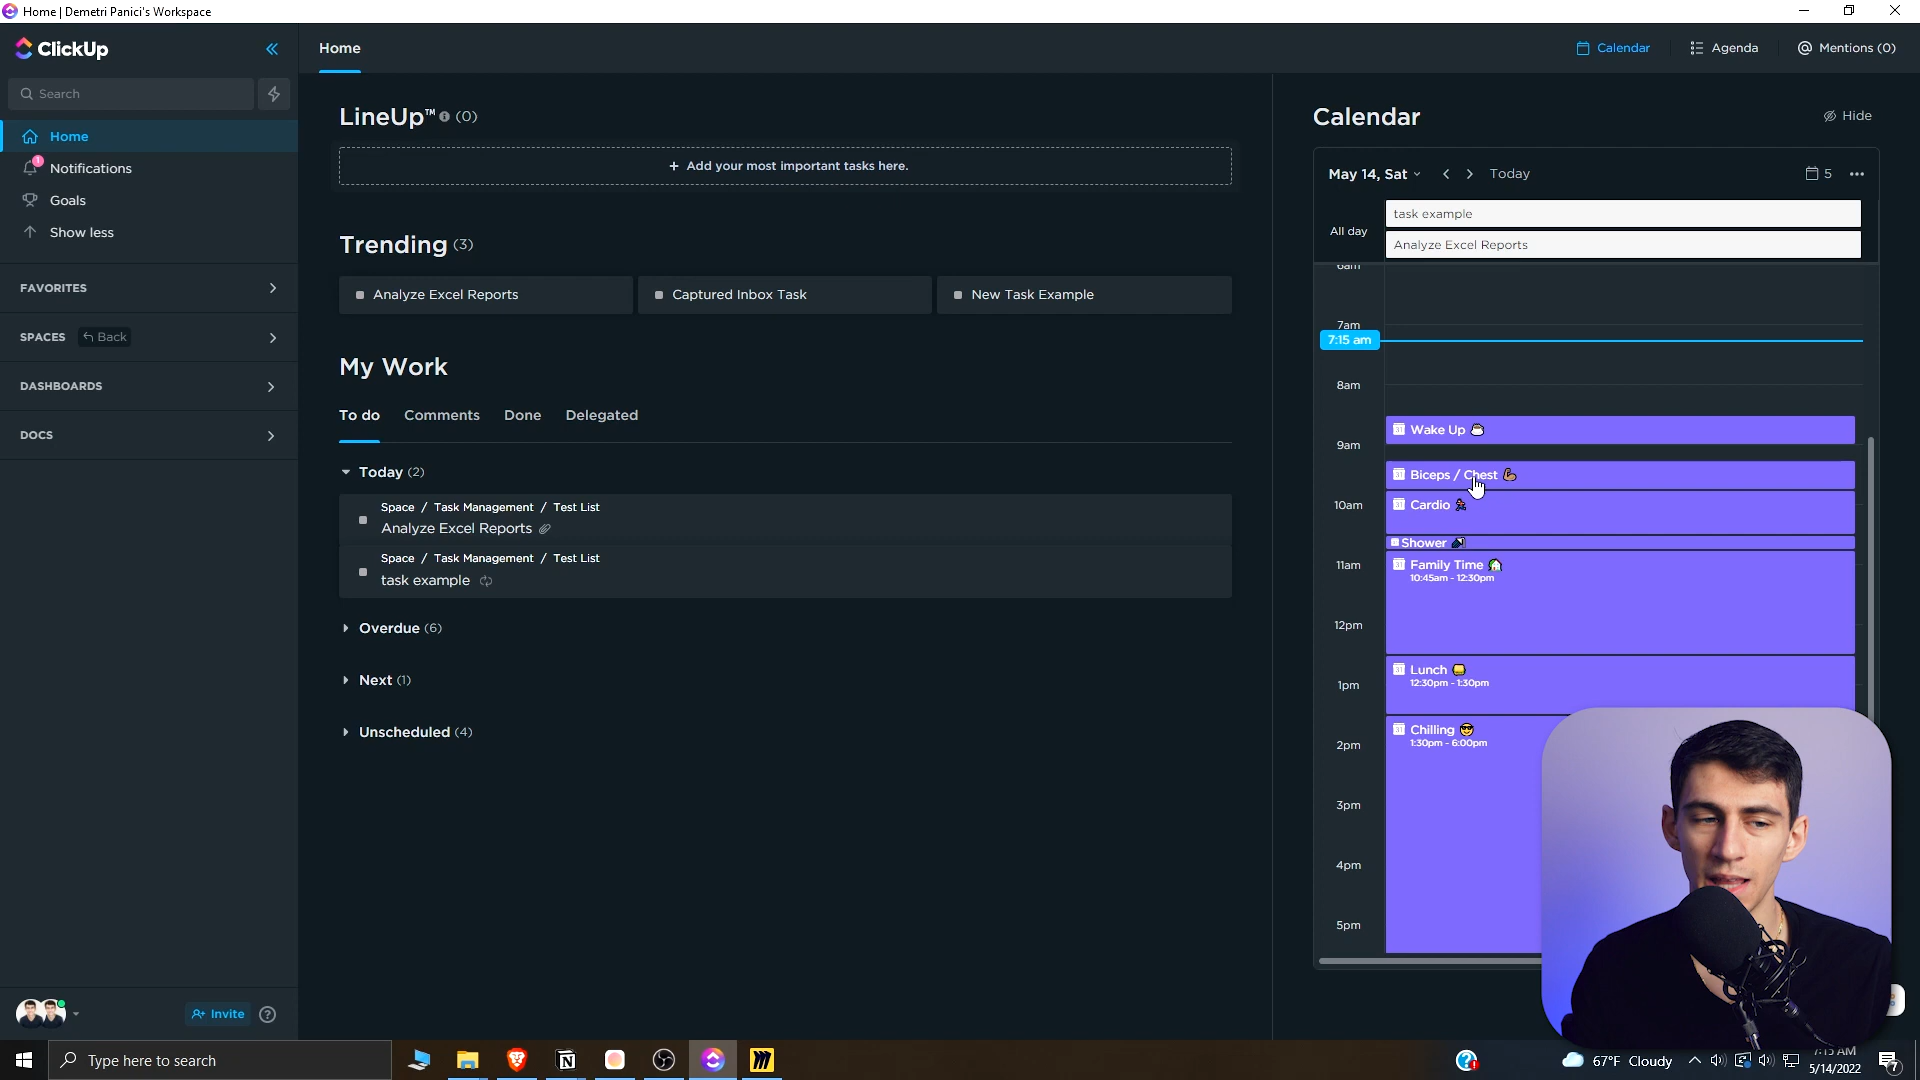 Home | Demetri Panici's Workspace
ClickUp
Home
Calendar
Agenda
Mentions (0)
Search
Home
1
Notifications
Goals
Show less
FAVORITES
SPACES
Back
DASHBOARDS
DOCS
Invite
LineUp™ (0)
+ Add your most important tasks here.
Trending (3)
Analyze Excel Reports
Captured Inbox Task
New Task Example
My Work
To do
Comments
Done
Delegated
Today (2)
Space / Task Management / Test List
Analyze Excel Reports
Space / Task Management / Test List
task example
Overdue (6)
Next (1)
Unscheduled (4)
Calendar
Hide
May 14, Sat
Today
5
All day
task example
Analyze Excel Reports
6am
7am
7:15 am
8am
Wake Up
9am
Biceps / Chest
10am
Cardio
Shower
11am
Family Time
10:45am - 12:30pm
12pm
Lunch
12:30pm - 1:30pm
1pm
Chilling
1:30pm - 6:00pm
2pm
3pm
4pm
5pm
Type here to search
67°F Cloudy
7:15 AM
5/14/2022
7